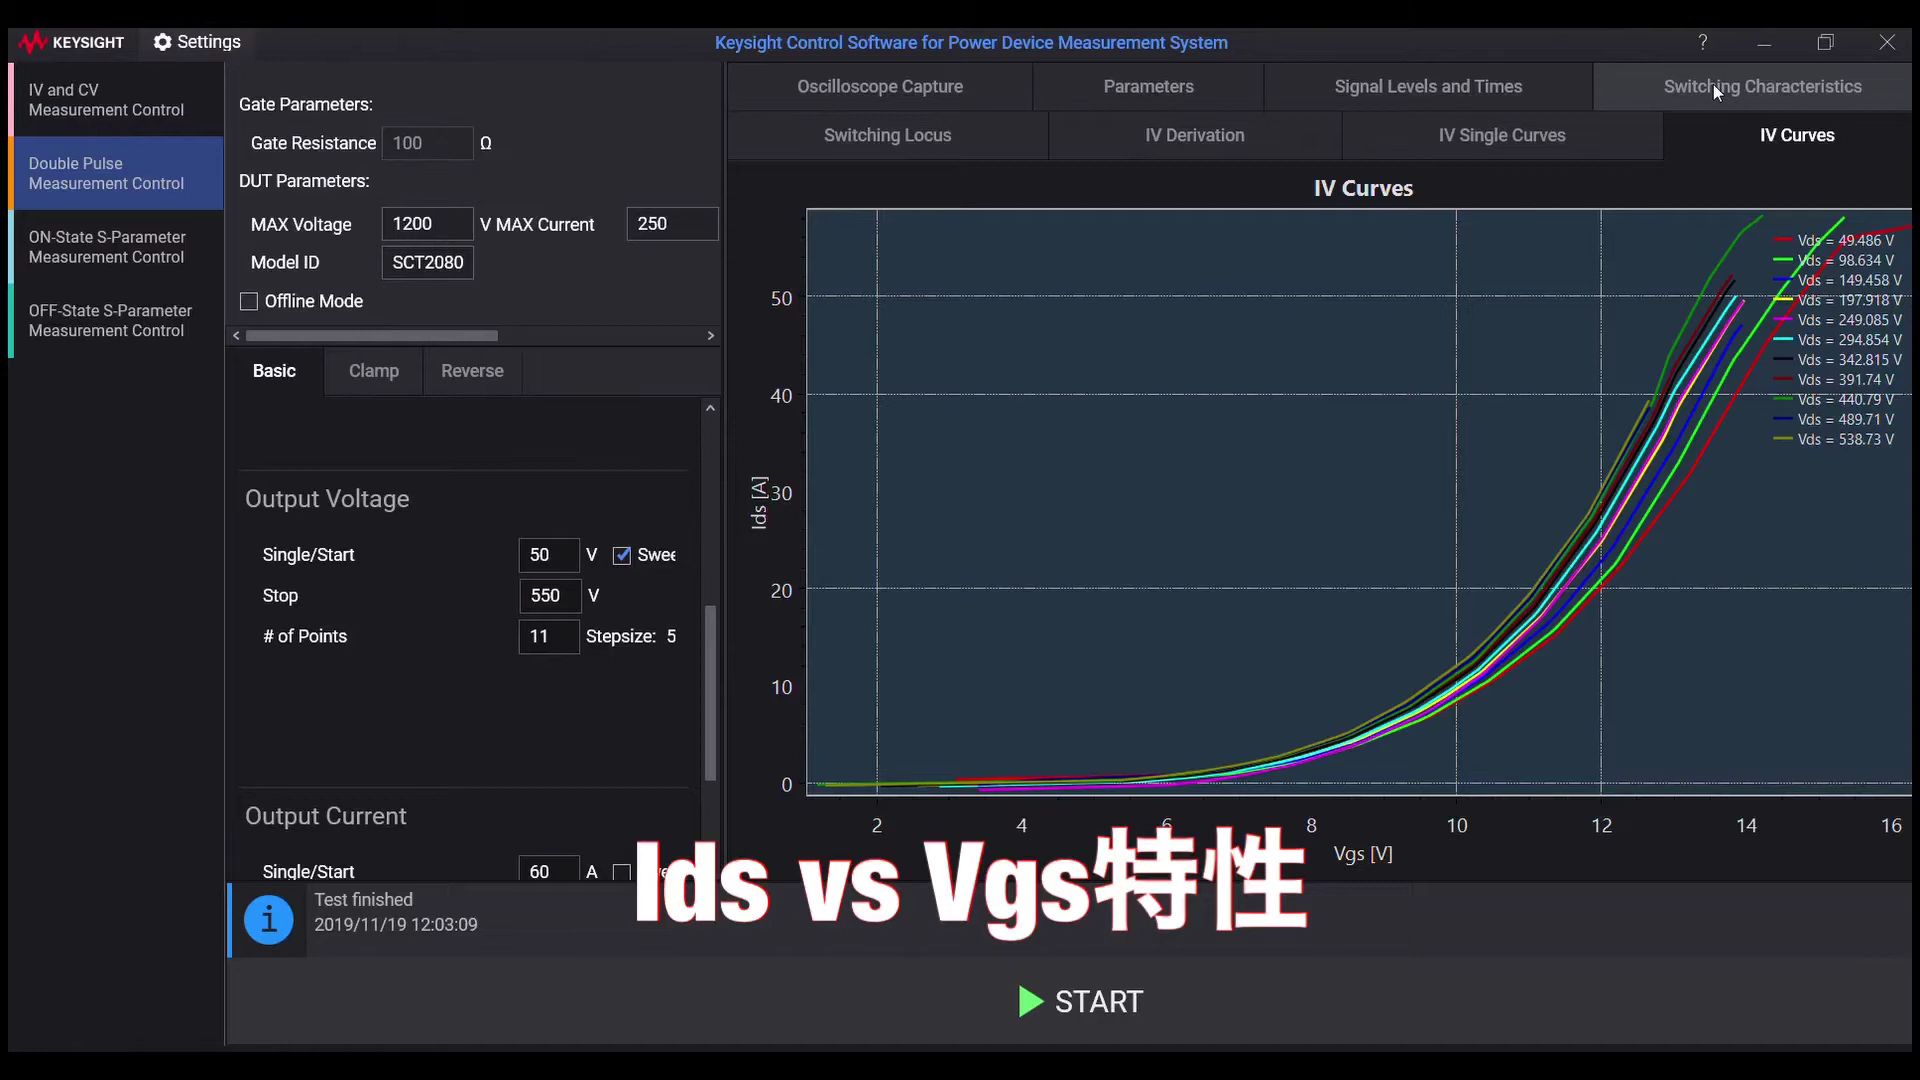 KEYSIGHT
Settings
Keysight Control Software for Power Device Measurement System
?
IV and CV
Measurement Control
Double Pulse
Measurement Control
ON-State S-Parameter
Measurement Control
OFF-State S-Parameter
Measurement Control
Gate Parameters:
Gate Resistance 100 Ω
DUT Parameters:
MAX Voltage 1200 V MAX Current 250
Model ID SCT2080
Offline Mode
Basic Clamp Reverse
Output Voltage
Single/Start 50 V Swee
Stop 550 V
# of Points 11 Stepsize: 5
Output Current
Single/Start 60 A
Oscilloscope Capture Parameters Signal Levels and Times Switching Characteristics
Switching Locus IV Derivation IV Single Curves IV Curves
IV Curves
Vds = 49.486 V
Vds = 98.634 V
Vds = 149.458 V
Vds = 197.918 V
Vds = 249.085 V
Vds = 294.854 V
Vds = 342.815 V
Vds = 391.74 V
Vds = 440.79 V
Vds = 489.71 V
Vds = 538.73 V
50
40
30
20
10
0
Ids [A]
2 4 6 8 10 12 14 16
Vgs [V]
Ids vs Vgs特性
Test finished
2019/11/19 12:03:09
START